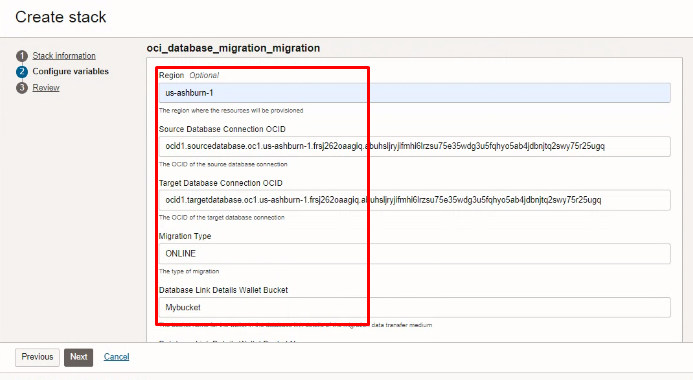 Create stack
1 Stack information
2 Configure variables
3 Review
oci_database_migration_migration
Region Optional
us-ashburn-1
The region where the resources will be provisioned
Source Database Connection OCID
ocid1.sourcedatabase.oc1.us-ashburn-1.frsj262oaagiq.abuhsljryjlfmhl6lrzsu75e35wdg3u5fqhyo5ab4jdbnjtq2swy75r25ugq
The OCID of the source database connection
Target Database Connection OCID
ocid1.targetdatabase.oc1.us-ashburn-1.frsj262oaagiq.abuhsljryjlfmhl6lrzsu75e35wdg3u5fqhyo5ab4jdbnjtq2swy75r25ugq
The OCID of the target database connection
Migration Type
ONLINE
The type of migration
Database Link Details Wallet Bucket
Mybucket
data transfer medium
Previous
Next
Cancel